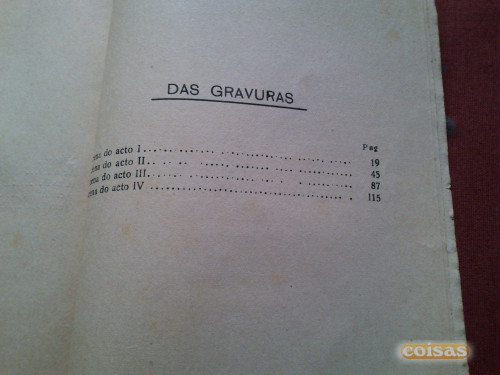 DAS GRAVURAS
Pag
do acto I 19
do acto II 45
do acto III 87
do acto IV 115
coisas